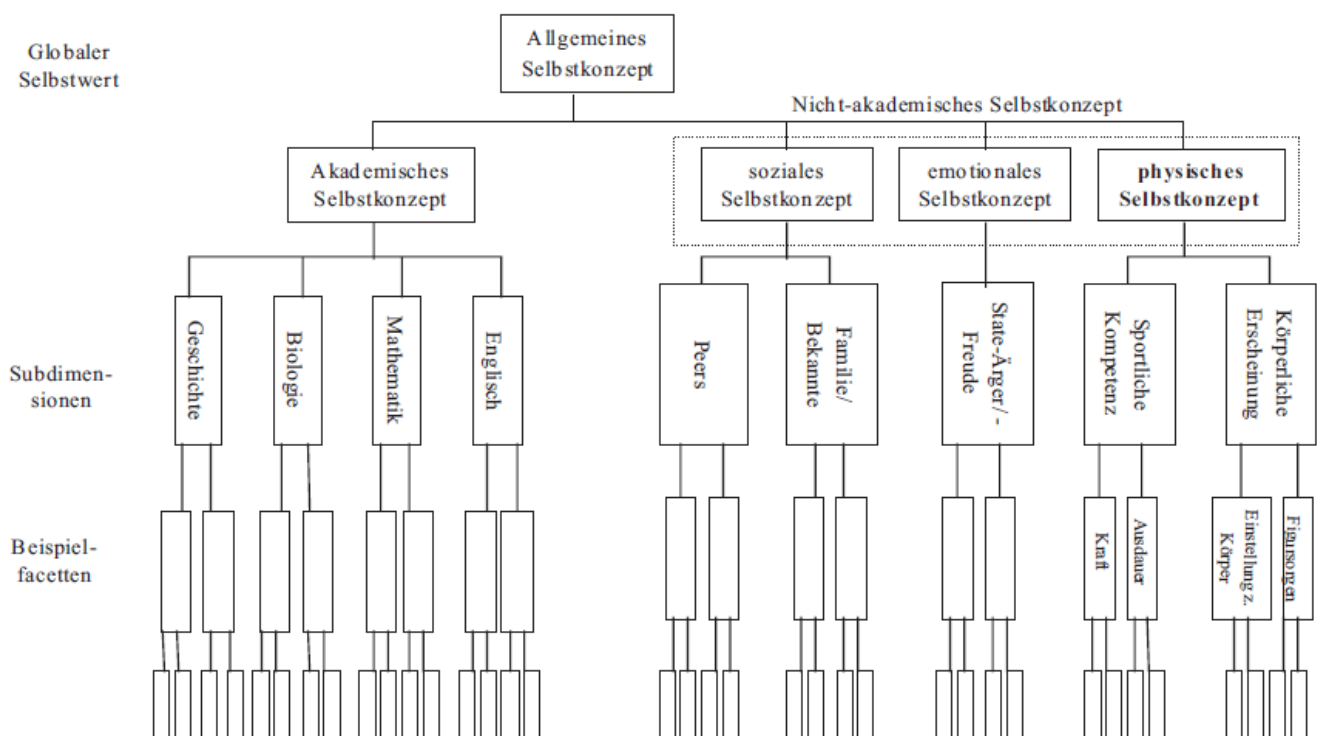 Globaler
Selbstwert
Allgemeines
Selbstkonzept
Nicht-akademisches Selbstkonzept
Akademisches
Selbstkonzept
soziales
Selbstkonzept
emotionales
Selbstkonzept
physisches
Selbstkonzept
Subdimen-
sionen
Geschichte
Biologie
Mathematik
Englisch
Peers
Familie/
Bekannte
State-Ärger/-
Freude
Sportliche
Kompetenz
Körperliche
Erscheinung
Beispiel-
facetten
Kraft
Ausdauer
Einstellung z.
Körper
Figursorgen